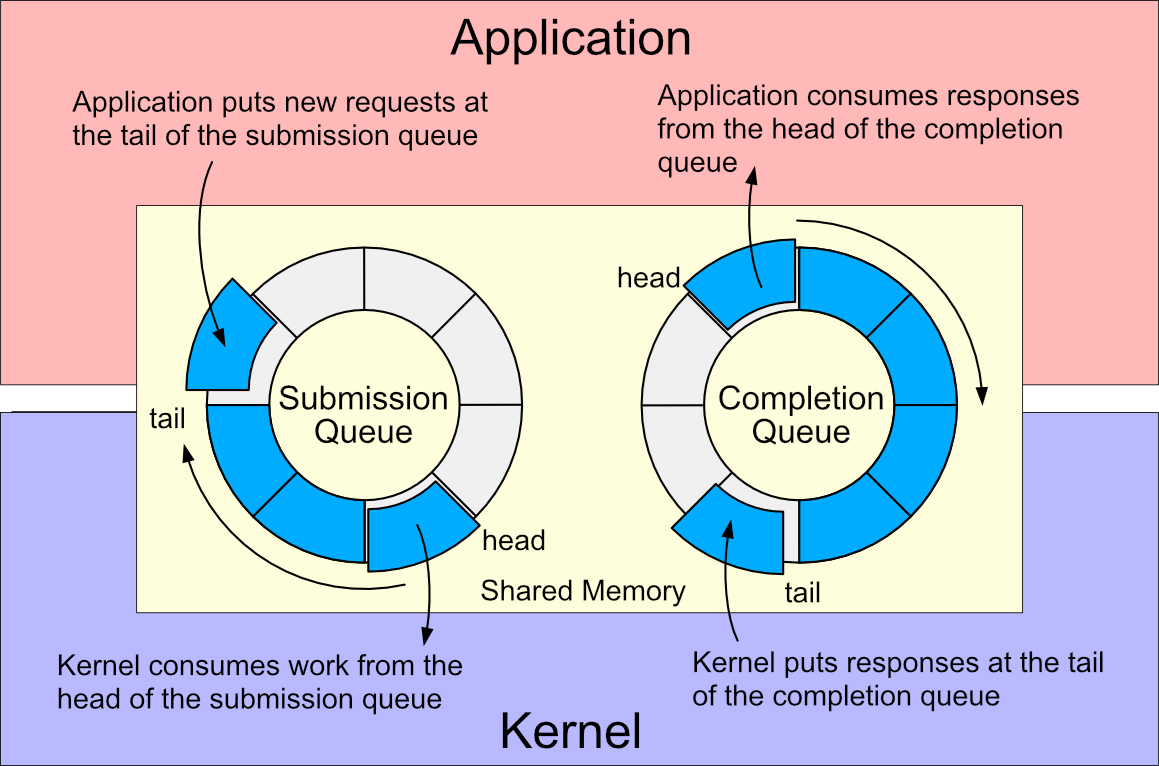 Application
Application puts new requests at
the tail of the submission queue
Application consumes responses
from the head of the completion
queue
head
Submission
Queue
tail
head
Completion
Queue
tail
Shared Memory
Kernel consumes work from the
head of the submission queue
Kernel puts responses at the tail
of the completion queue
Kernel